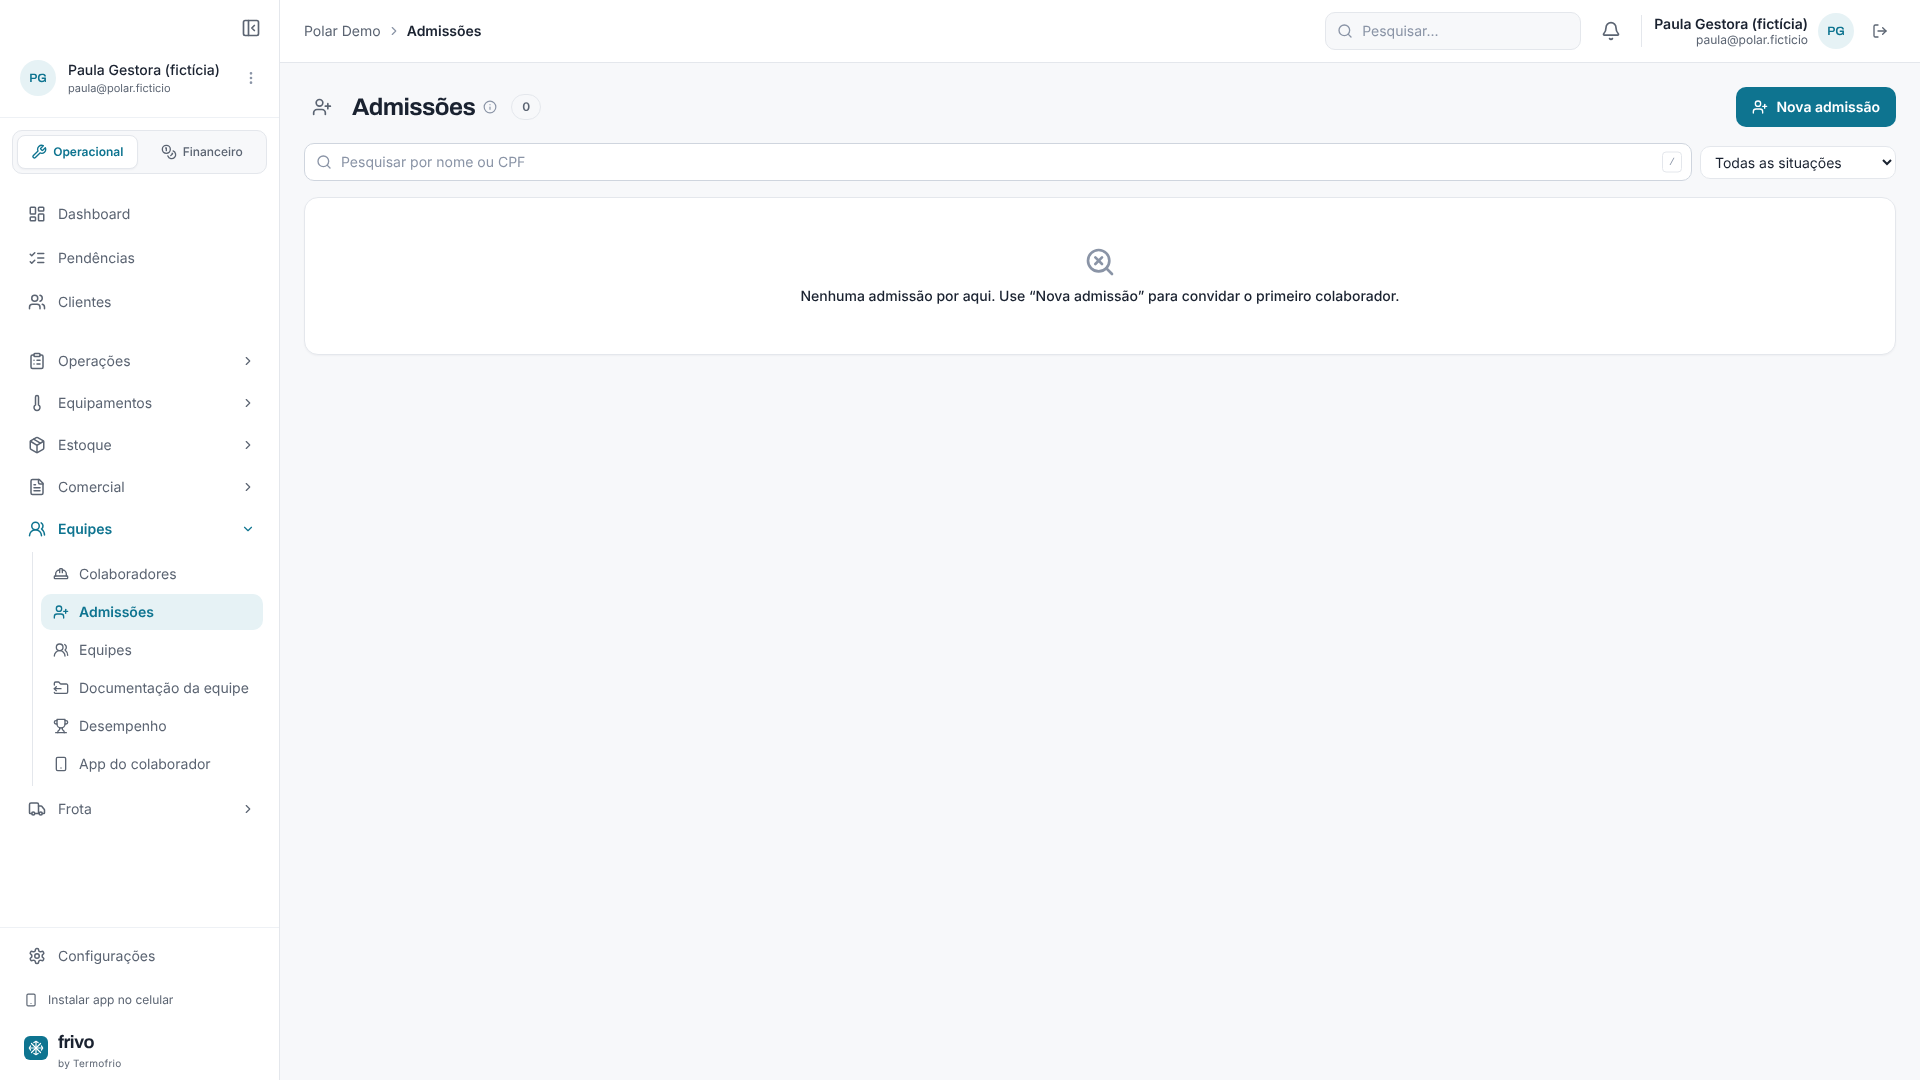 PG
Paula Gestora (fictícia)
paula@polar.ficticio
Operacional
Financeiro
Dashboard
Pendências
Clientes
Operações
Equipamentos
Estoque
Comercial
Equipes
Colaboradores
Admissões
Equipes
Documentação da equipe
Desempenho
App do colaborador
Frota
Configurações
Instalar app no celular
frivo
by Termofrio
Polar Demo > Admissões
Pesquisar...
Paula Gestora (fictícia)
paula@polar.ficticio
PG
Admissões 0
Nova admissão
Pesquisar por nome ou CPF /
Todas as situações
Nenhuma admissão por aqui. Use “Nova admissão” para convidar o primeiro colaborador.